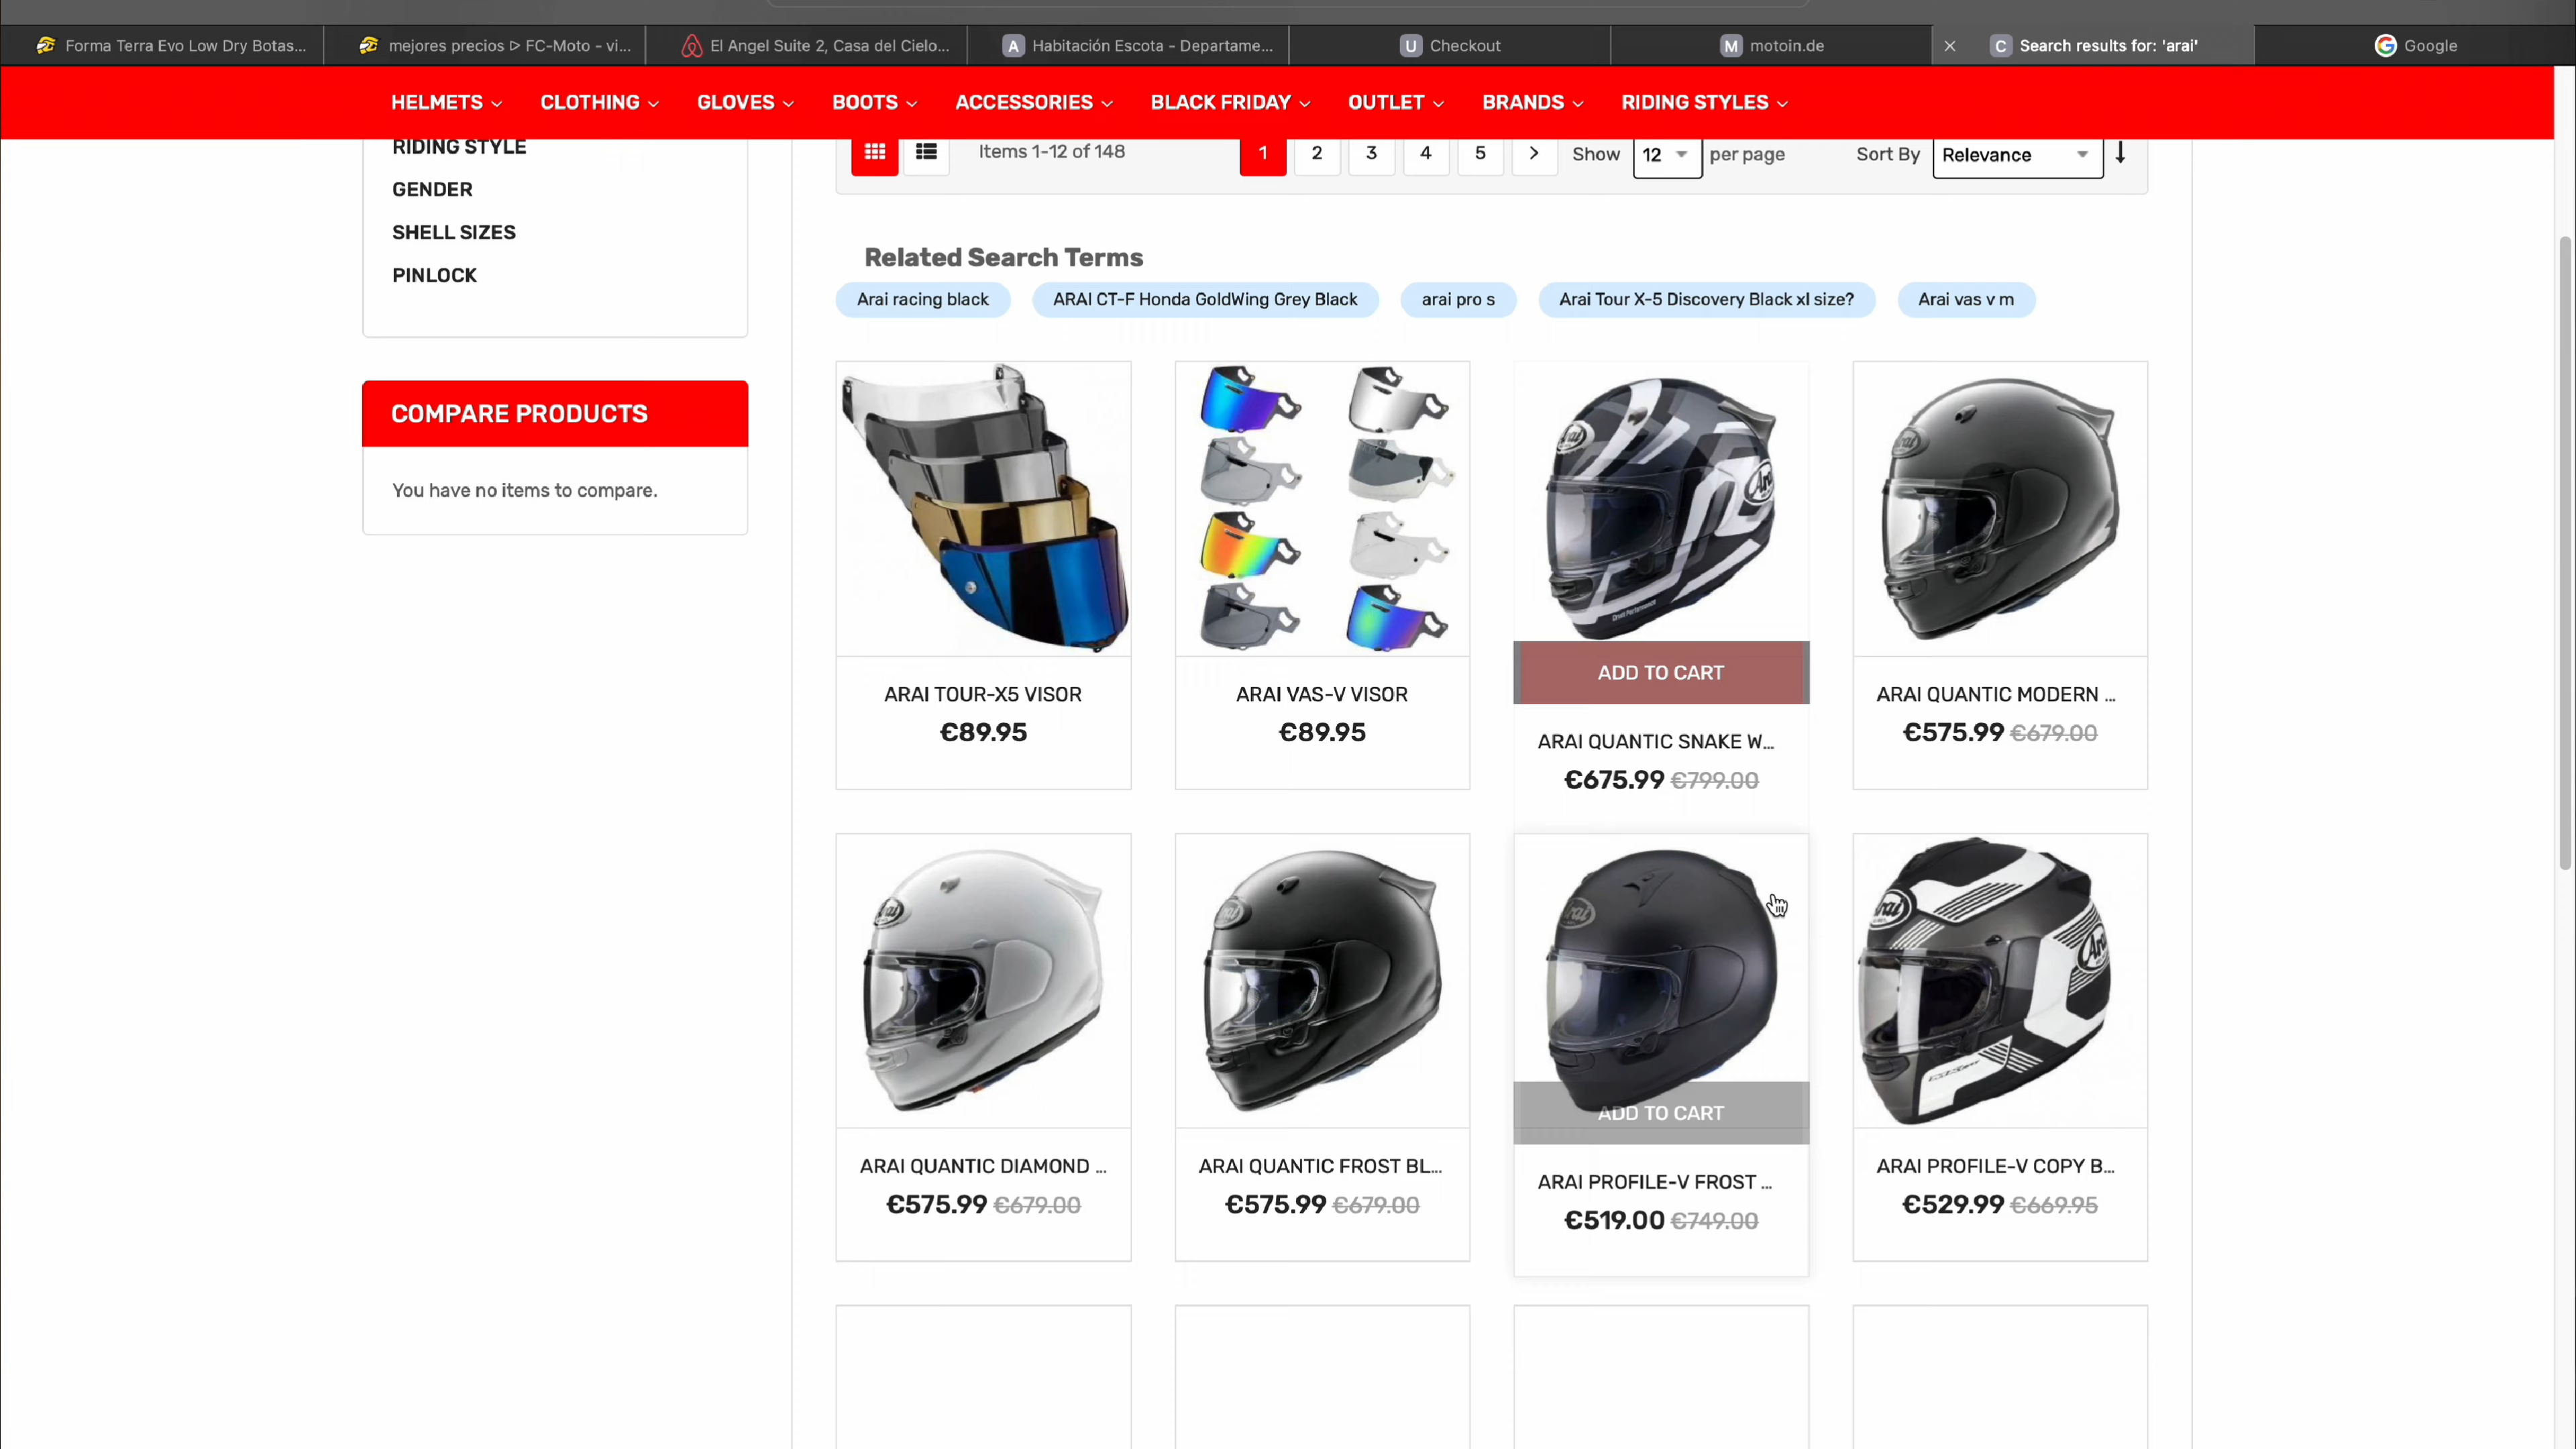 Forma Terra Evo Low Dry Botas...
mejores precios ᐅ FC-Moto - vi...
El Angel Suite 2, Casa del Cielo...
A Habitación Escota - Departame...
U Checkout
M motoin.de
C Search results for: 'arai'
Google
HELMETS CLOTHING GLOVES BOOTS ACCESSORIES BLACK FRIDAY OUTLET BRANDS RIDING STYLES
RIDING STYLE
GENDER
SHELL SIZES
PINLOCK
COMPARE PRODUCTS
You have no items to compare.
Items 1-12 of 148
1 2 3 4 5 >
Show 12 per page
Sort By Relevance
Related Search Terms
Arai racing black
ARAI CT-F Honda GoldWing Grey Black
arai pro s
Arai Tour X-5 Discovery Black xl size?
Arai vas v m
ARAI TOUR-X5 VISOR
€89.95
ARAI VAS-V VISOR
€89.95
Arai
Arai
ADD TO CART
ARAI QUANTIC SNAKE W...
€675.99 €799.00
Arai
ARAI QUANTIC MODERN ...
€575.99 €679.00
Arai
ARAI QUANTIC DIAMOND ...
€575.99 €679.00
Arai
ARAI QUANTIC FROST BL...
€575.99 €679.00
Arai
ADD TO CART
ARAI PROFILE-V FROST ...
€519.00 €749.00
Arai
Arai
ARAI PROFILE-V COPY B...
€529.99 €669.95